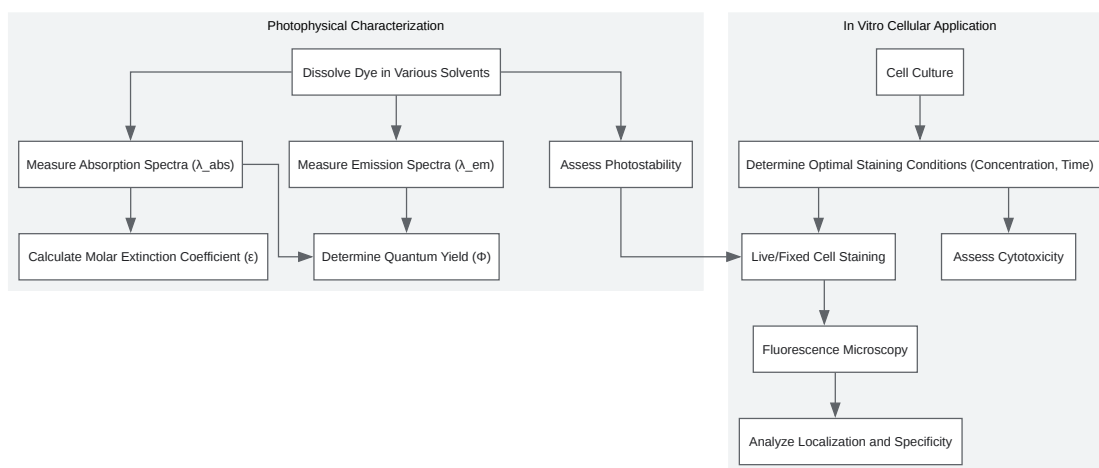 Photophysical Characterization
Dissolve Dye in Various Solvents
Measure Absorption Spectra (λ_abs)
Measure Emission Spectra (λ_em)
Assess Photostability
Calculate Molar Extinction Coefficient (ε)
Determine Quantum Yield (Φ)
In Vitro Cellular Application
Cell Culture
Determine Optimal Staining Conditions (Concentration, Time)
Live/Fixed Cell Staining
Assess Cytotoxicity
Fluorescence Microscopy
Analyze Localization and Specificity